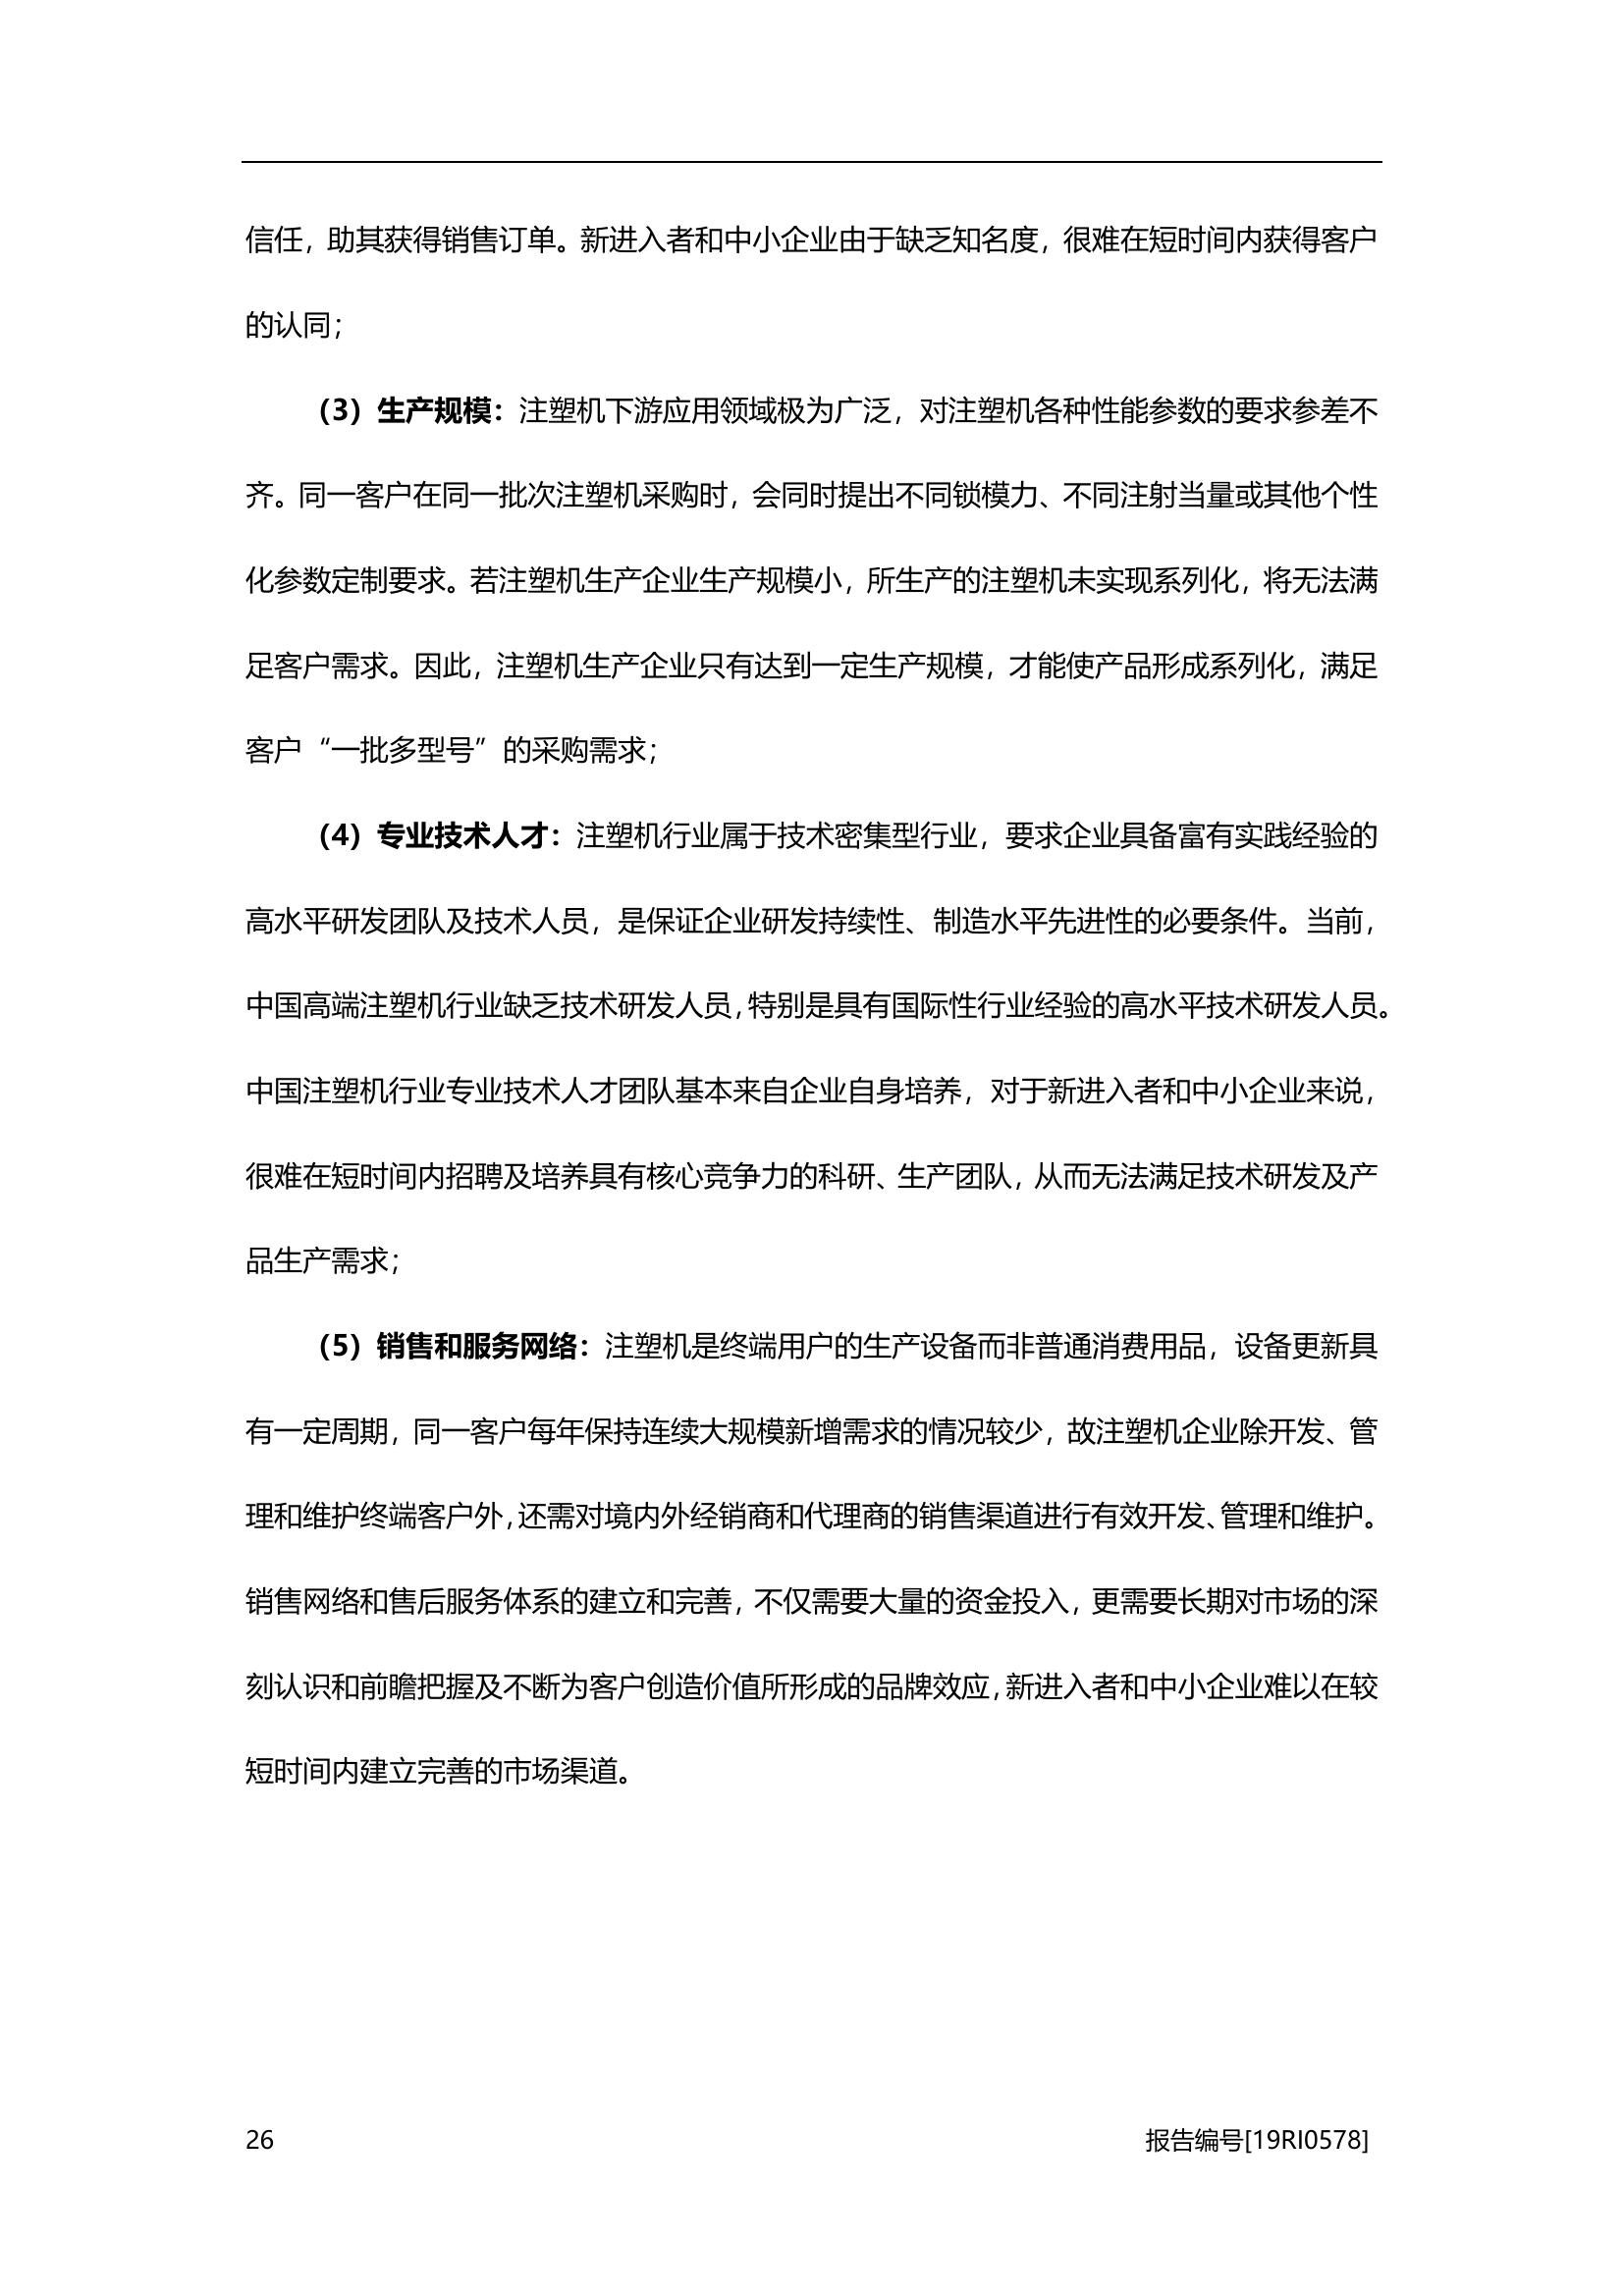 信任，助其获得销售订单。新进入者和中小企业由于缺乏知名度，很难在短时间内获得客户
的认同；
（3）生产规模：注塑机下游应用领域极为广泛，对注塑机各种性能参数的要求参差不
齐。同一客户在同一批次注塑机采购时，会同时提出不同锁模力、不同注射当量或其他个性
化参数定制要求。若注塑机生产企业生产规模小，所生产的注塑机未实现系列化，将无法满
足客户需求。因此，注塑机生产企业只有达到一定生产规模，才能使产品形成系列化，满足
客户“一批多型号”的采购需求；
（4）专业技术人才：注塑机行业属于技术密集型行业，要求企业具备富有实践经验的
高水平研发团队及技术人员，是保证企业研发持续性、制造水平先进性的必要条件。当前，
中国高端注塑机行业缺乏技术研发人员，特别是具有国际性行业经验的高水平技术研发人员。
中国注塑机行业专业技术人才团队基本来自企业自身培养，对于新进入者和中小企业来说，
很难在短时间内招聘及培养具有核心竞争力的科研、生产团队，从而无法满足技术研发及产
品生产需求；
（5）销售和服务网络：注塑机是终端用户的生产设备而非普通消费用品，设备更新具
有一定周期，同一客户每年保持连续大规模新增需求的情况较少，故注塑机企业除开发、管
理和维护终端客户外，还需对境内外经销商和代理商的销售渠道进行有效开发、管理和维护。
销售网络和售后服务体系的建立和完善，不仅需要大量的资金投入，更需要长期对市场的深
刻认识和前瞻把握及不断为客户创造价值所形成的品牌效应，新进入者和中小企业难以在较
短时间内建立完善的市场渠道。
26
报告编号[19RI0578]